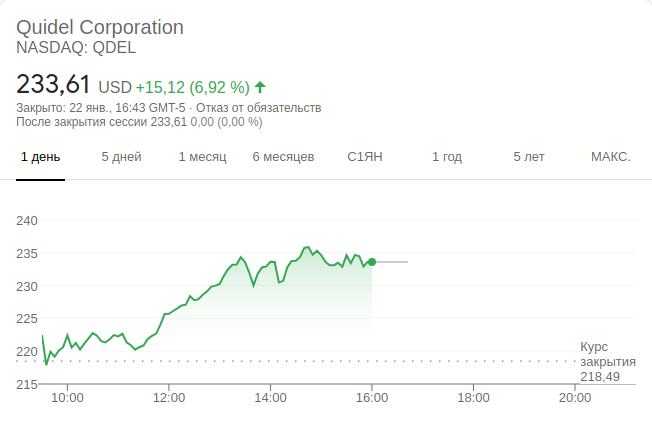 Quidel Corporation
NASDAQ: QDEL
233,61 USD +15,12 (6,92 %)
Закрыто: 22 янв., 16:43 GMT-5 · Отказ от обязательств
После закрытия сессии 233,61 0,00 (0,00 %)
1 день 5 дней 1 месяц 6 месяцев С1ЯН 1 год 5 лет МАКС.
240
235
230
225
220
215
Курс
закрытия
218,49
10:00 12:00 14:00 16:00 18:00 20:00